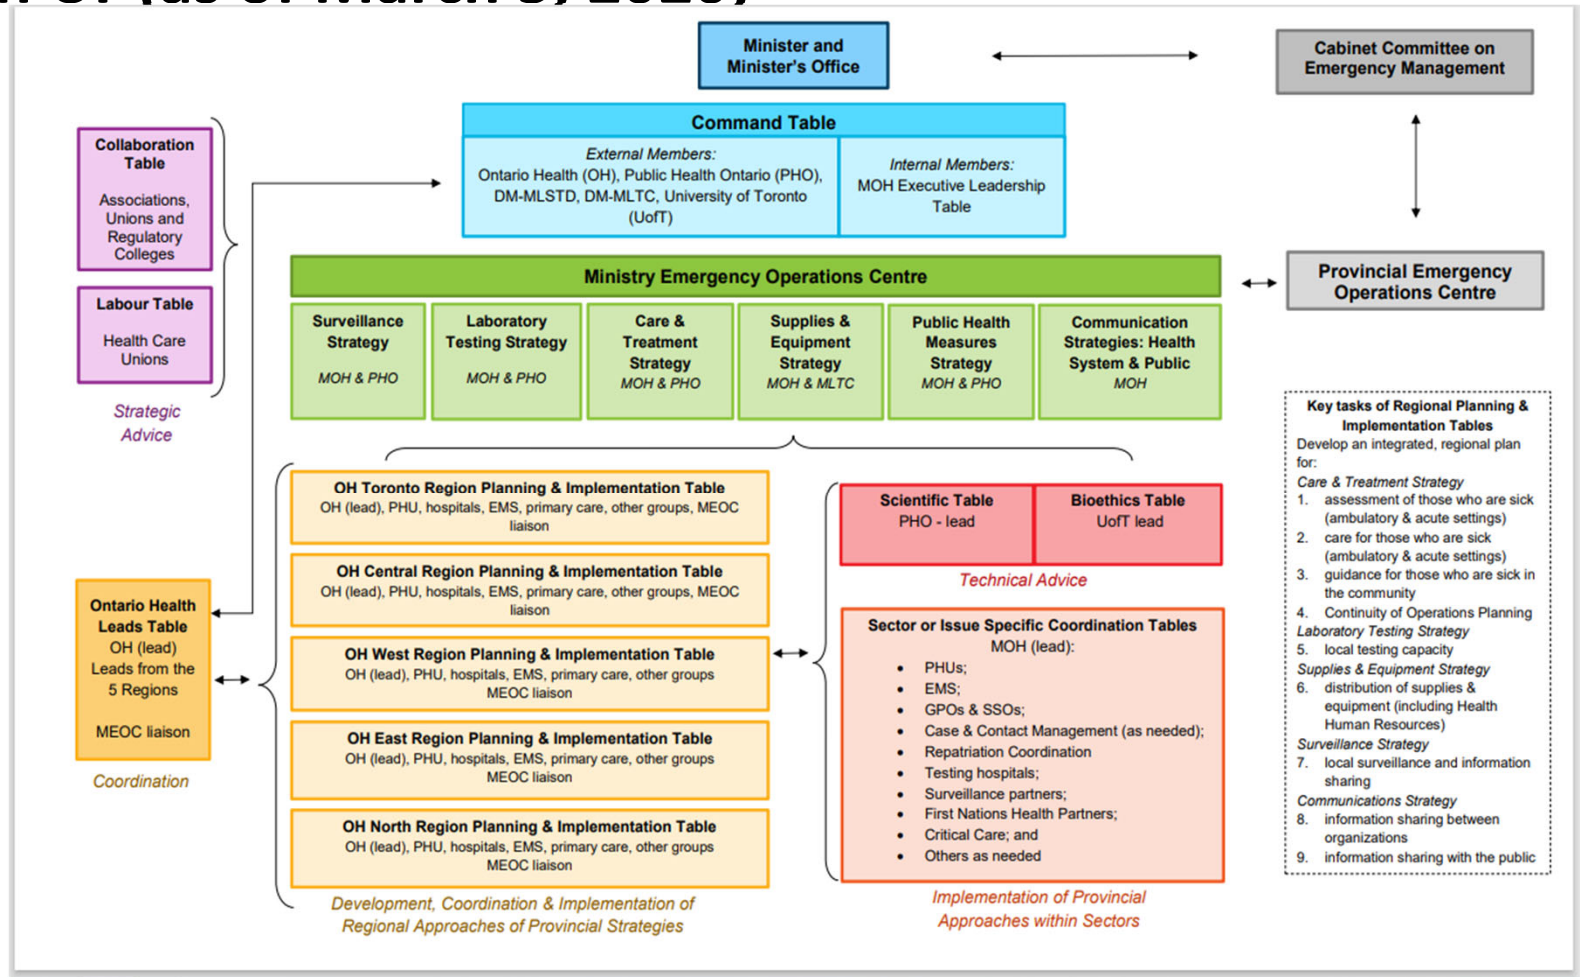 (as of March
Minister and
Minister's Office
Cabinet Committee on
Emergency Management
Command Table
External Members:
Ontario Health (OH), Public Health Ontario (PHO),
DM-MLSTD, DM-MLTC, University of Toronto
(UofT)
Internal Members:
MOH Executive Leadership
Table
Collaboration
Table
Associations,
Unions and
Regulatory
Colleges
Labour Table
Health Care
Unions
Strategic
Advice
Ministry Emergency Operations Centre
Provincial Emergency
Operations Centre
Surveillance
Strategy
MOH & PHO
Laboratory
Testing Strategy
MOH & PHO
Care &
Treatment
Strategy
MOH & PHO
Supplies &
Equipment
Strategy
MOH & MLTC
Public Health
Measures
Strategy
MOH & PHO
Communication
Strategies: Health
System & Public
MOH
OH Toronto Region Planning & Implementation Table
OH (lead), PHU, hospitals, EMS, primary care, other groups, MEOC
liaison
OH Central Region Planning & Implementation Table
OH (lead), PHU, hospitals, EMS, primary care, other groups, MEOC
liaison
OH West Region Planning & Implementation Table
OH (lead), PHU, hospitals, EMS, primary care, other groups
MEOC liaison
OH East Region Planning & Implementation Table
OH (lead), PHU, hospitals, EMS, primary care, other groups
MEOC liaison
OH North Region Planning & Implementation Table
OH (lead), PHU, hospitals, EMS, primary care, other groups
MEOC liaison
Development, Coordination & Implementation of
Regional Approaches of Provincial Strategies
Ontario Health
Leads Table
OH (lead)
Leads from the
5 Regions
MEOC liaison
Coordination
Scientific Table
PHO - lead
Bioethics Table
UofT lead
Technical Advice
Sector or Issue Specific Coordination Tables
MOH (lead):
• PHUs;
• EMS;
• GPOs & SSOs;
• Case & Contact Management (as needed);
• Repatriation Coordination
• Testing hospitals;
• Surveillance partners;
• First Nations Health Partners;
• Critical Care; and
• Others as needed
Implementation of Provincial
Approaches within Sectors
Key tasks of Regional Planning &
Implementation Tables
Develop an integrated, regional plan
for:
Care & Treatment Strategy
1. assessment of those who are sick
(ambulatory & acute settings)
2. care for those who are sick
(ambulatory & acute settings)
3. guidance for those who are sick in
the community
4. Continuity of Operations Planning
Laboratory Testing Strategy
5. local testing capacity
Supplies & Equipment Strategy
6. distribution of supplies &
equipment (including Health
Human Resources)
Surveillance Strategy
7. local surveillance and information
sharing
Communications Strategy
8. information sharing between
organizations
9. information sharing with the public